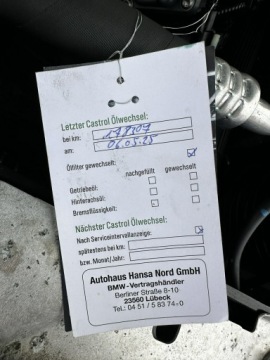 Letzter Castrol Ölwechsel:
bei km:
am: 06.05.25
Ölfilter gewechselt:
nachgefüllt gewechselt
Getriebeöl:
Hinterachsöl:
Bremsflüssigkeit:
Nächster Castrol Ölwechsel:
Nach Serviceintervallanzeige:
spätestens bei km:
bzw. Monat/Jahr:
Autohaus Hansa Nord GmbH
BMW-Vertragshändler
Berliner Straße 8-10
23560 Lübeck
Tel.: 04 51 / 5 83 74-0